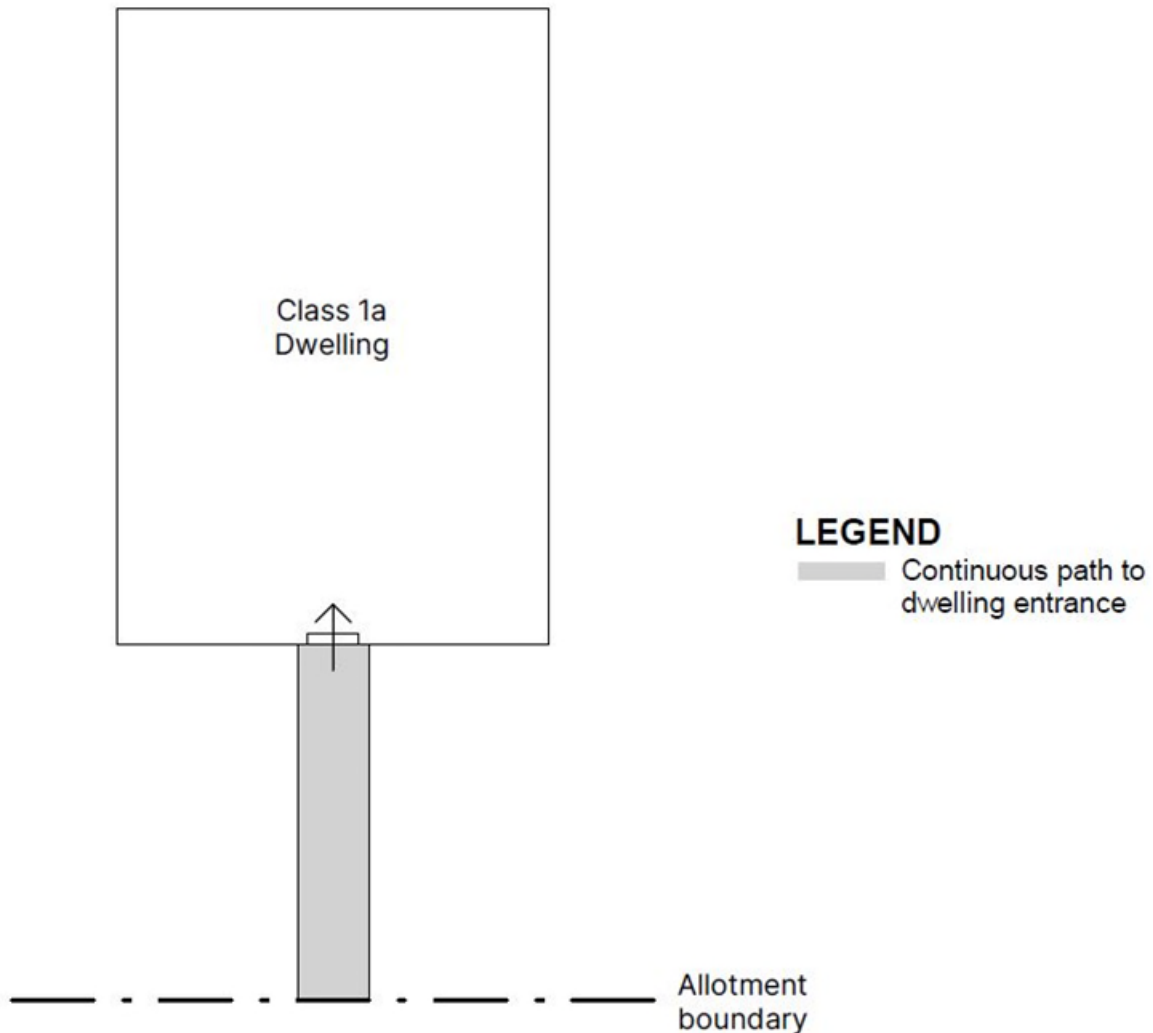 Class 1a
Dwelling
LEGEND
Continuous path to
dwelling entrance
Allotment
boundary